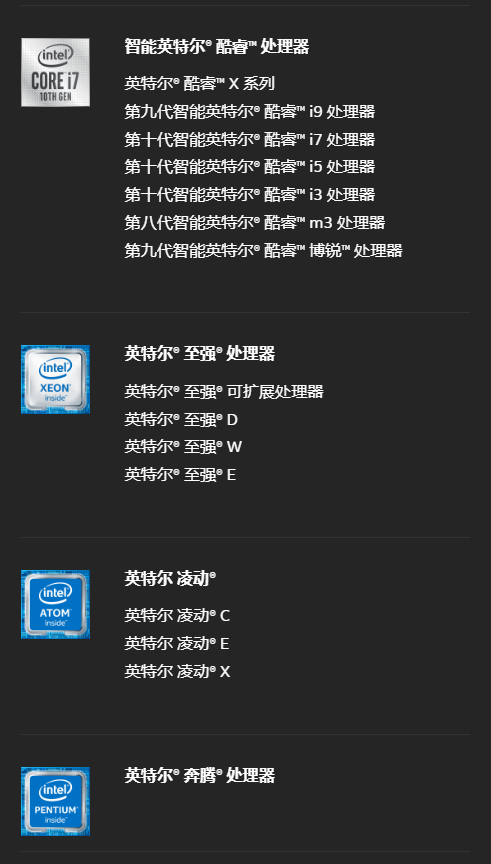 intel
CORE i7
10TH GEN
智能英特尔® 酷睿™ 处理器
英特尔® 酷睿™ X 系列
第九代智能英特尔® 酷睿™ i9 处理器
第十代智能英特尔® 酷睿™ i7 处理器
第十代智能英特尔® 酷睿™ i5 处理器
第十代智能英特尔® 酷睿™ i3 处理器
第八代智能英特尔® 酷睿™ m3 处理器
第九代智能英特尔® 酷睿™ 博锐™ 处理器
intel
XEON®
inside™
英特尔® 至强® 处理器
英特尔® 至强® 可扩展处理器
英特尔® 至强® D
英特尔® 至强® W
英特尔® 至强® E
intel
ATOM™
inside™
英特尔 凌动®
英特尔 凌动® C
英特尔 凌动® E
英特尔 凌动® X
intel
PENTIUM®
inside™
英特尔® 奔腾® 处理器